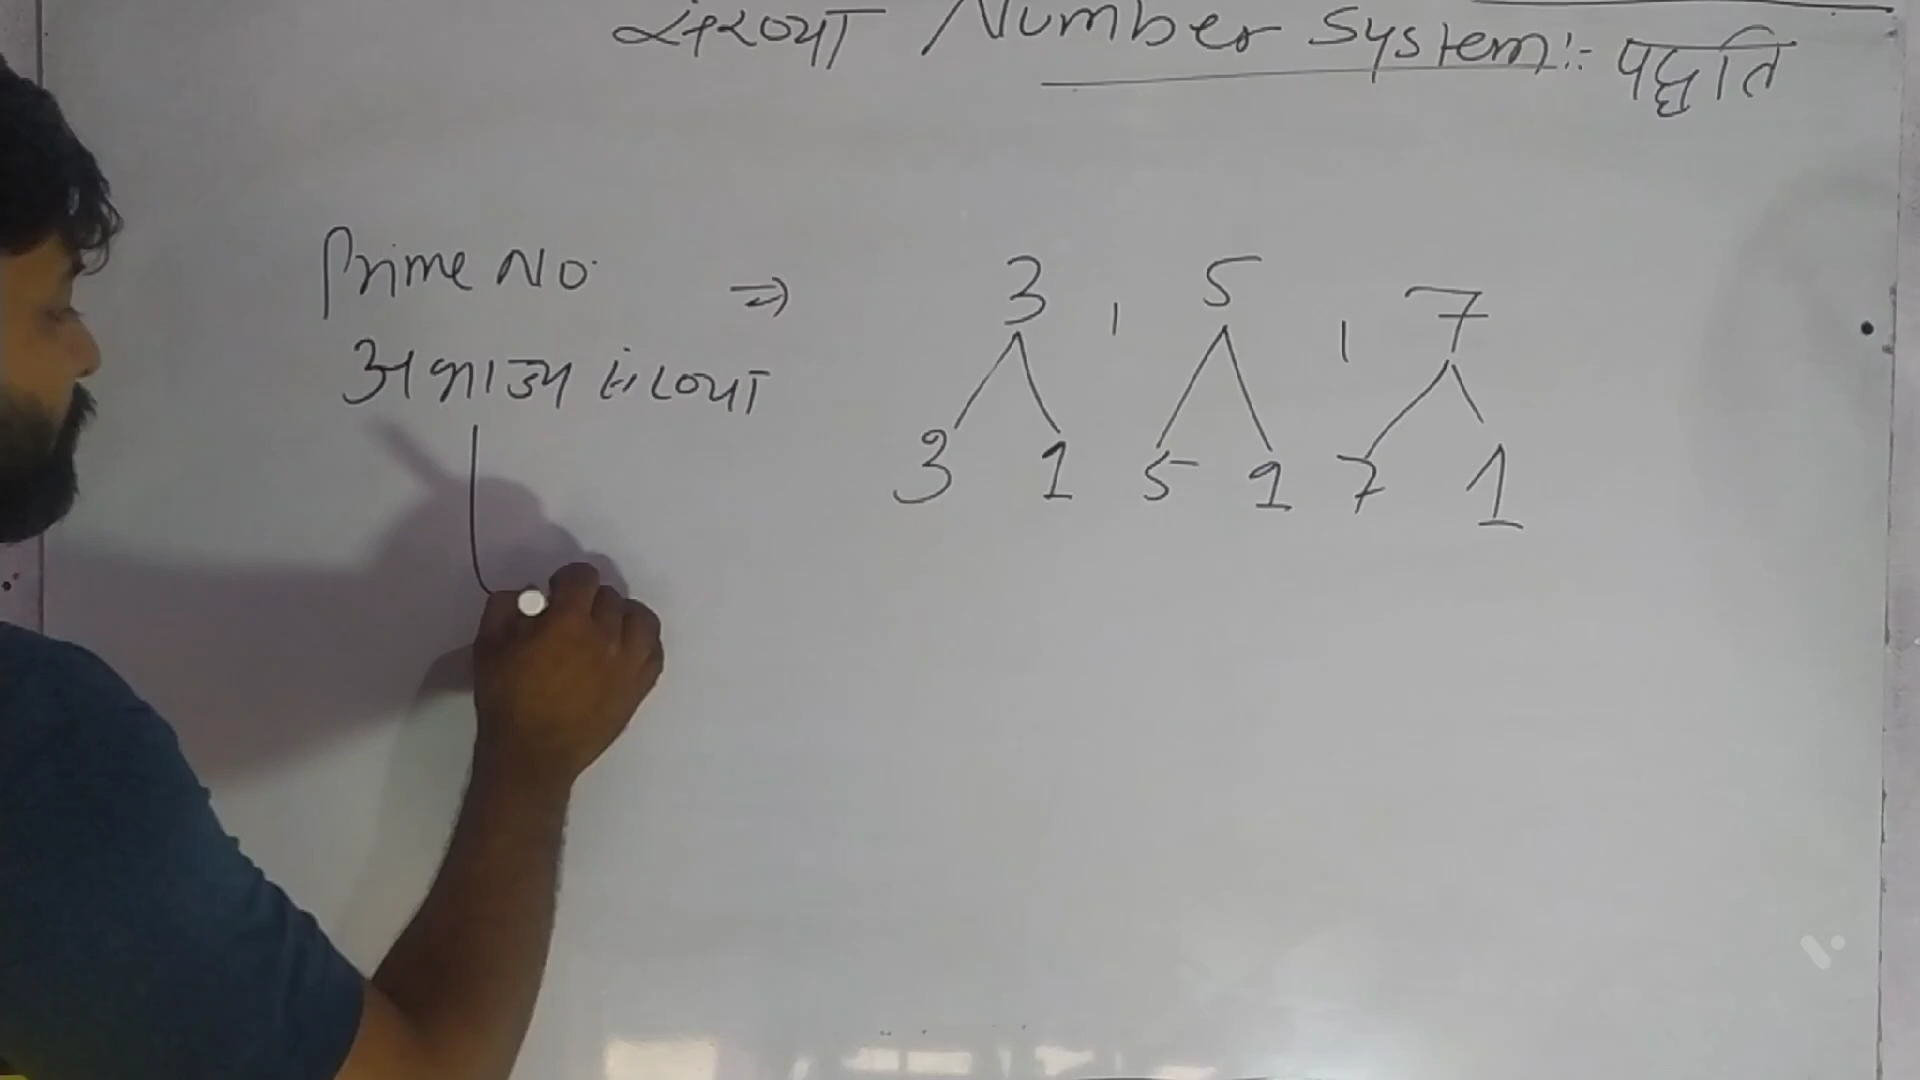 संख्या / Number System:- पद्धति
Prime No. ⇒ 3 , 5 , 7
अभाज्य संख्या
3 1 5 1 7 1